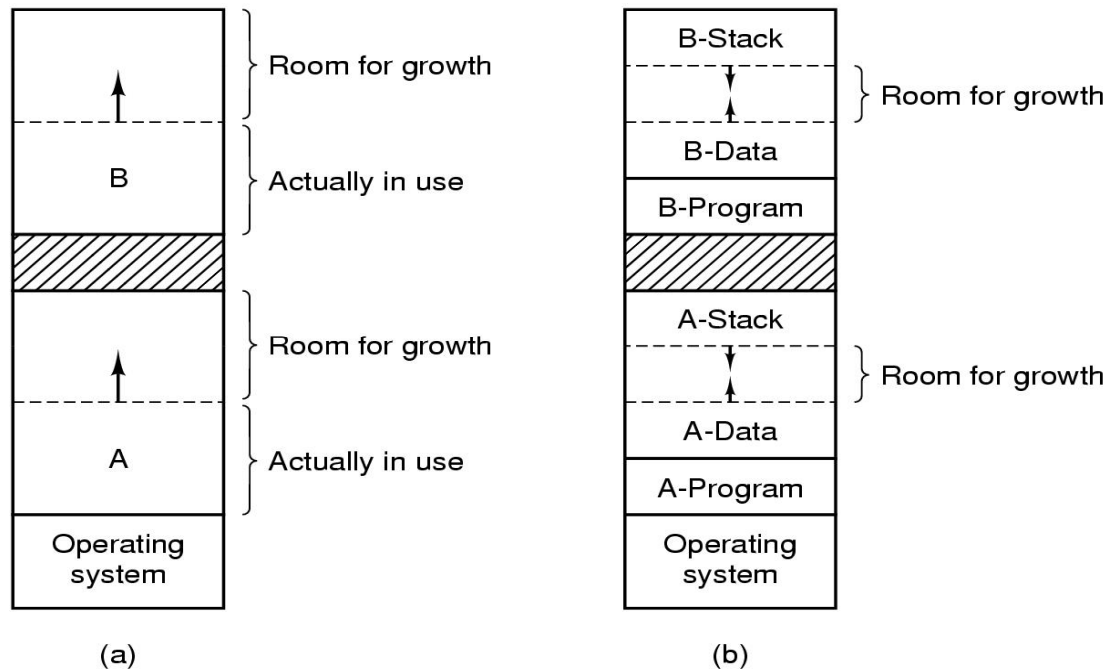 Room for growth
B
Actually in use
Room for growth
A
Actually in use
Operating
system
(a)
B-Stack
Room for growth
B-Data
B-Program
A-Stack
Room for growth
A-Data
A-Program
Operating
system
(b)